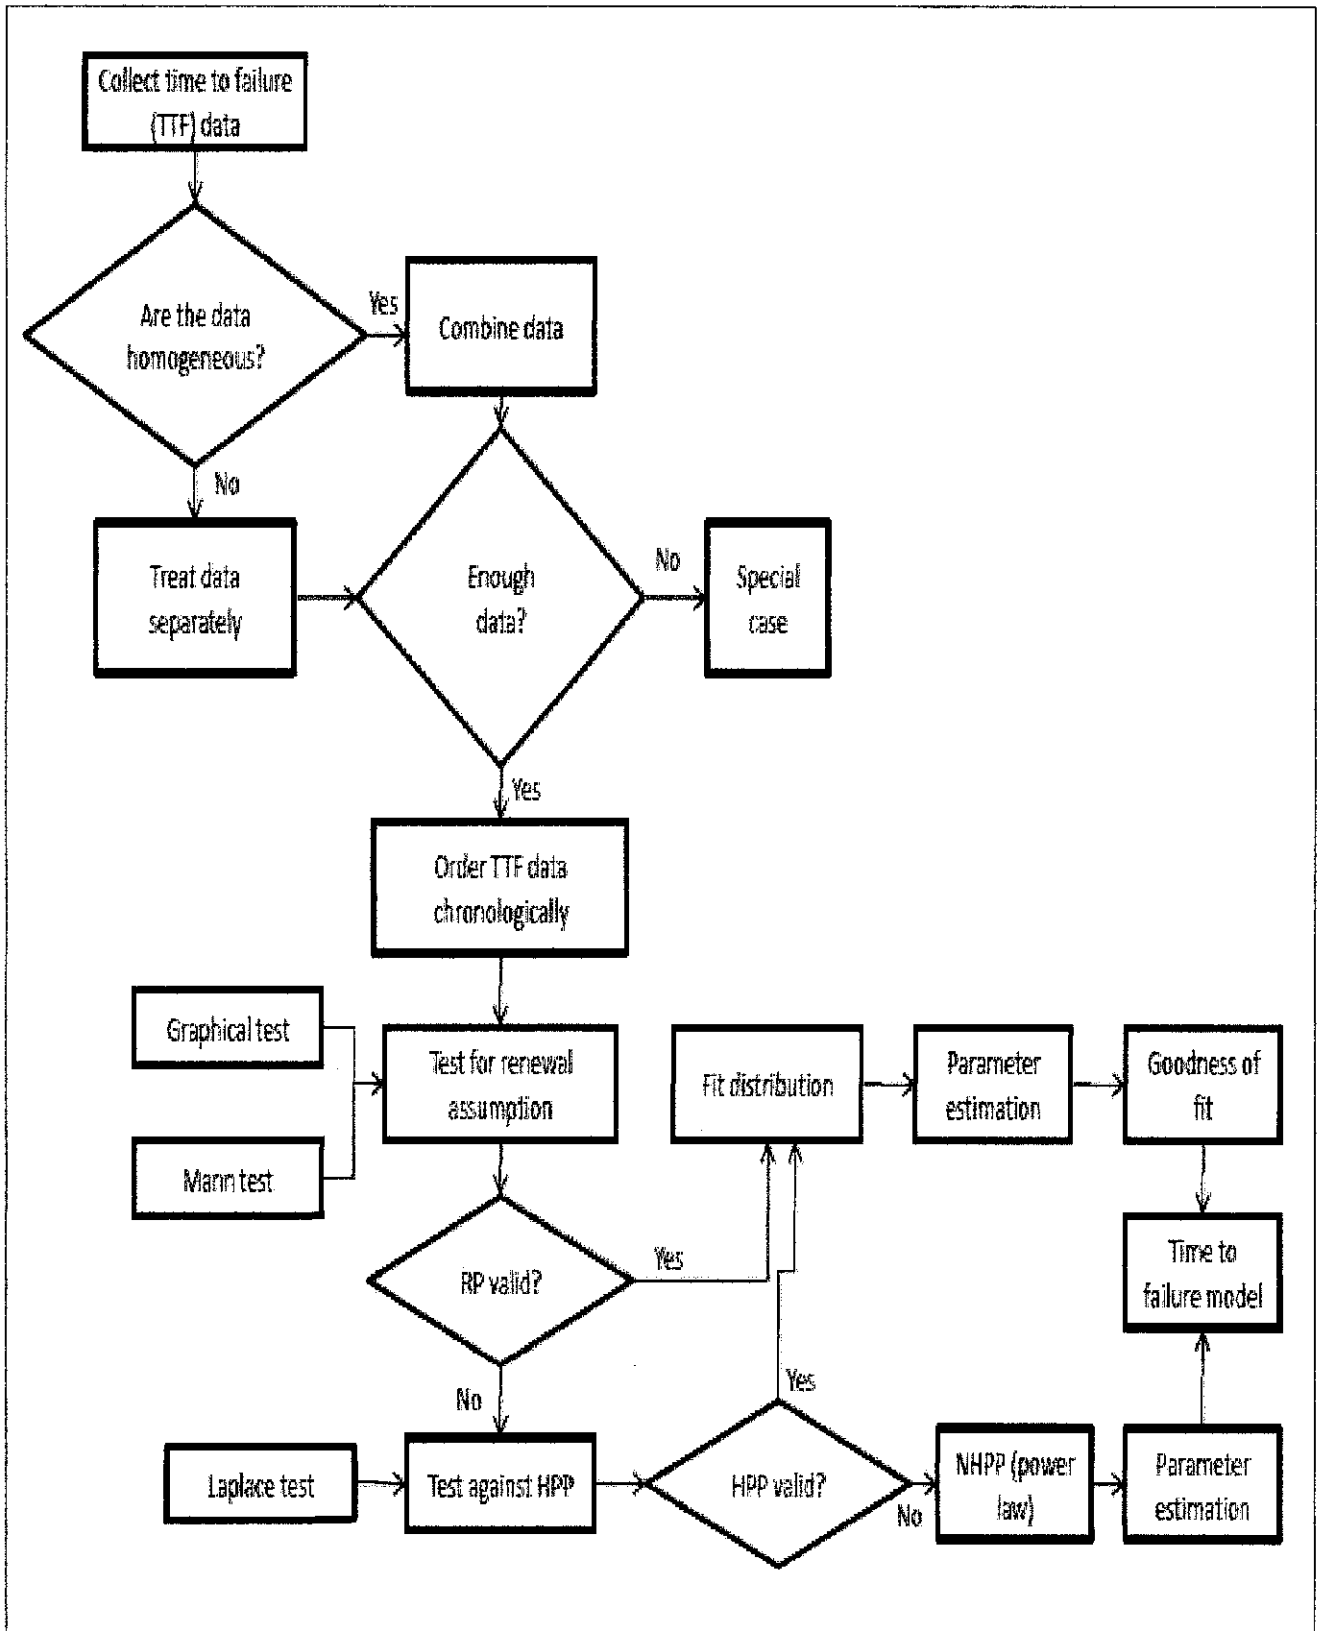 Collect time to failure
(TTF) data
Are the data
homogeneous?
Yes
Combine data
No
Treat data
separately
Enough
data?
No
Special
case
Yes
Order TTF data
chronologically
Graphical test
Mann test
Test for renewal
assumption
Fit distribution
Parameter
estimation
Goodness of
fit
RP valid?
Yes
Time to
failure model
No
Laplace test
Test against HPP
HPP valid?
Yes
No
NHPP (power
law)
Parameter
estimation